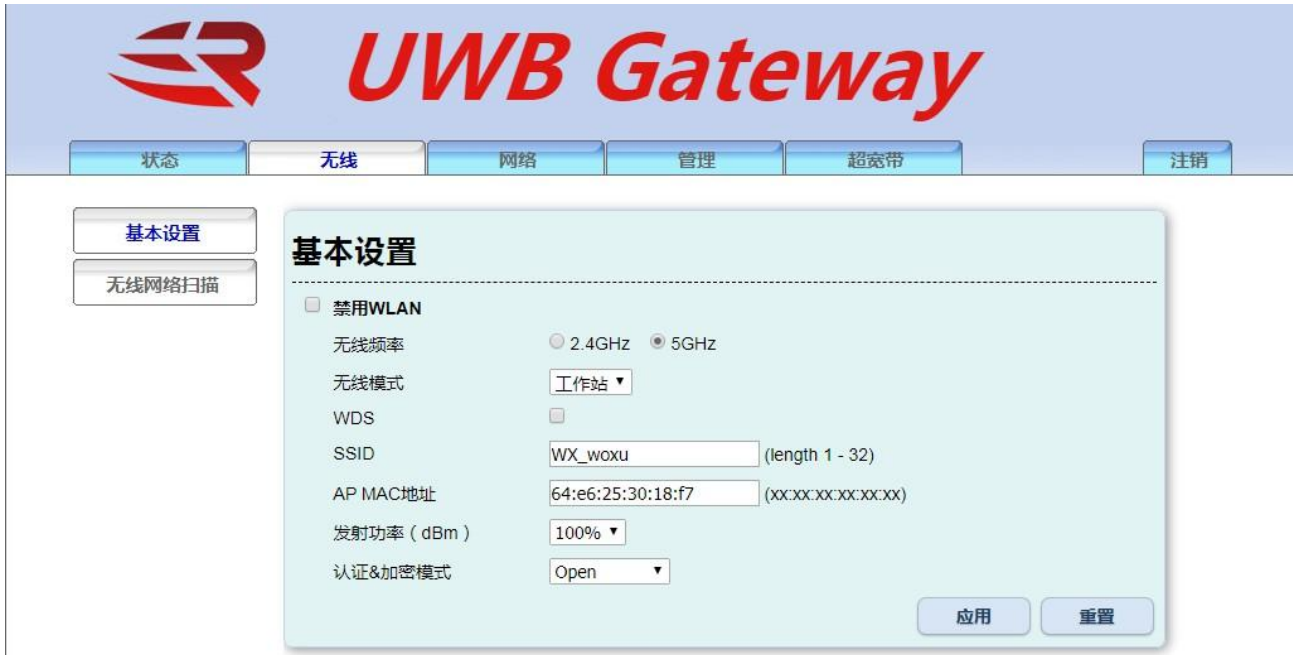 UWB Gateway
状态 无线 网络 管理 超宽带 注销
基本设置
无线网络扫描
基本设置
禁用WLAN
无线频率 2.4GHz 5GHz
无线模式 工作站
WDS
SSID WX_woxu (length 1 - 32)
AP MAC地址 64:e6:25:30:18:f7 (xx:xx:xx:xx:xx:xx)
发射功率（dBm） 100%
认证&加密模式 Open
应用 重置